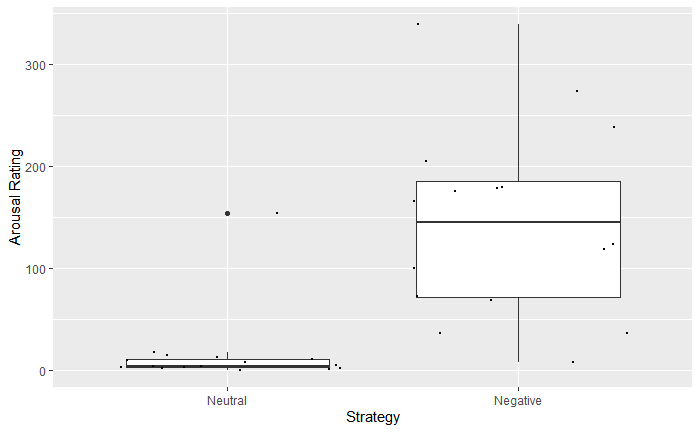 300
200
100
0
Arousal Rating
Neutral
Negative
Strategy